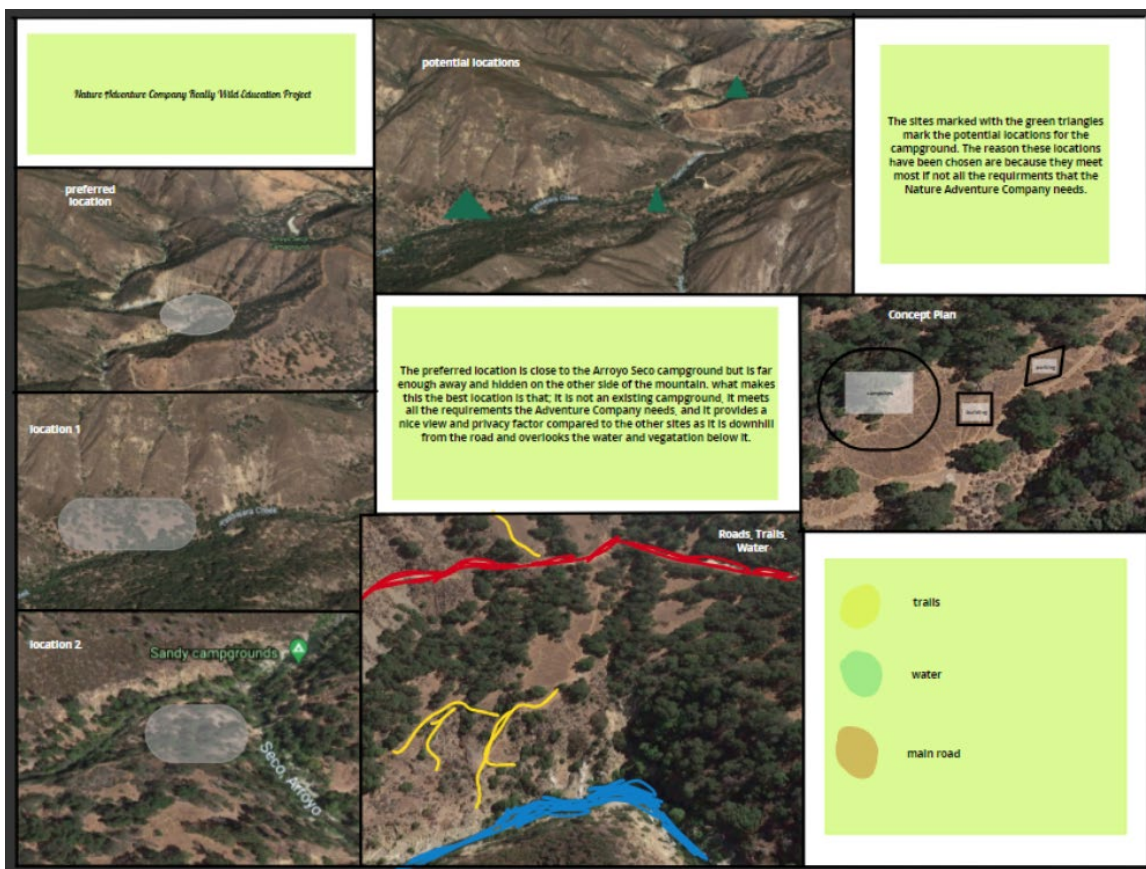 Nature Adventure Company Really Wild Education Project
potential locations
The sites marked with the green triangles
mark the potential locations for the
campground. The reason these locations
have been chosen are because they meet
most if not all the requirments that the
Nature Adventure Company needs.
preferred
location
The preferred location is close to the Arroyo Seco campground but is far
enough away and hidden on the other side of the mountain. what makes
this the best location is that; it is not an existing campground, it meets
all the requirements the Adventure Company needs, and it provides a
nice view and privacy factor compared to the other sites as it is downhill
from the road and overlooks the water and vegatation below it.
Concept Plan
campsites
building
parking
location 1
Creek
Roads, Trails,
Water
location 2
Sandy campgrounds
Seco, Arroyo
trails
water
main road